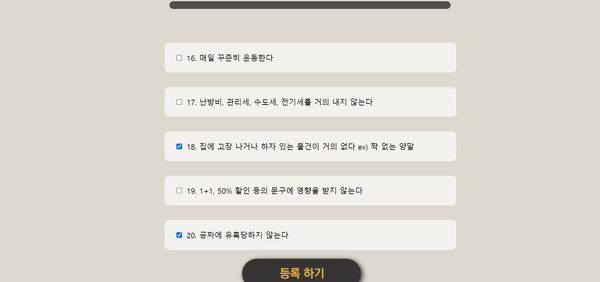 16. 매일 꾸준히 운동한다
17. 난방비, 관리세, 수도세, 전기세를 거의 내지 않는다
18. 집에 고장 나거나 하자 있는 물건이 거의 없다 ex) 짝 없는 양말
19. 1+1, 50% 할인 등의 문구에 영향을 받지 않는다
20. 공짜에 유혹당하지 않는다
등록 하기